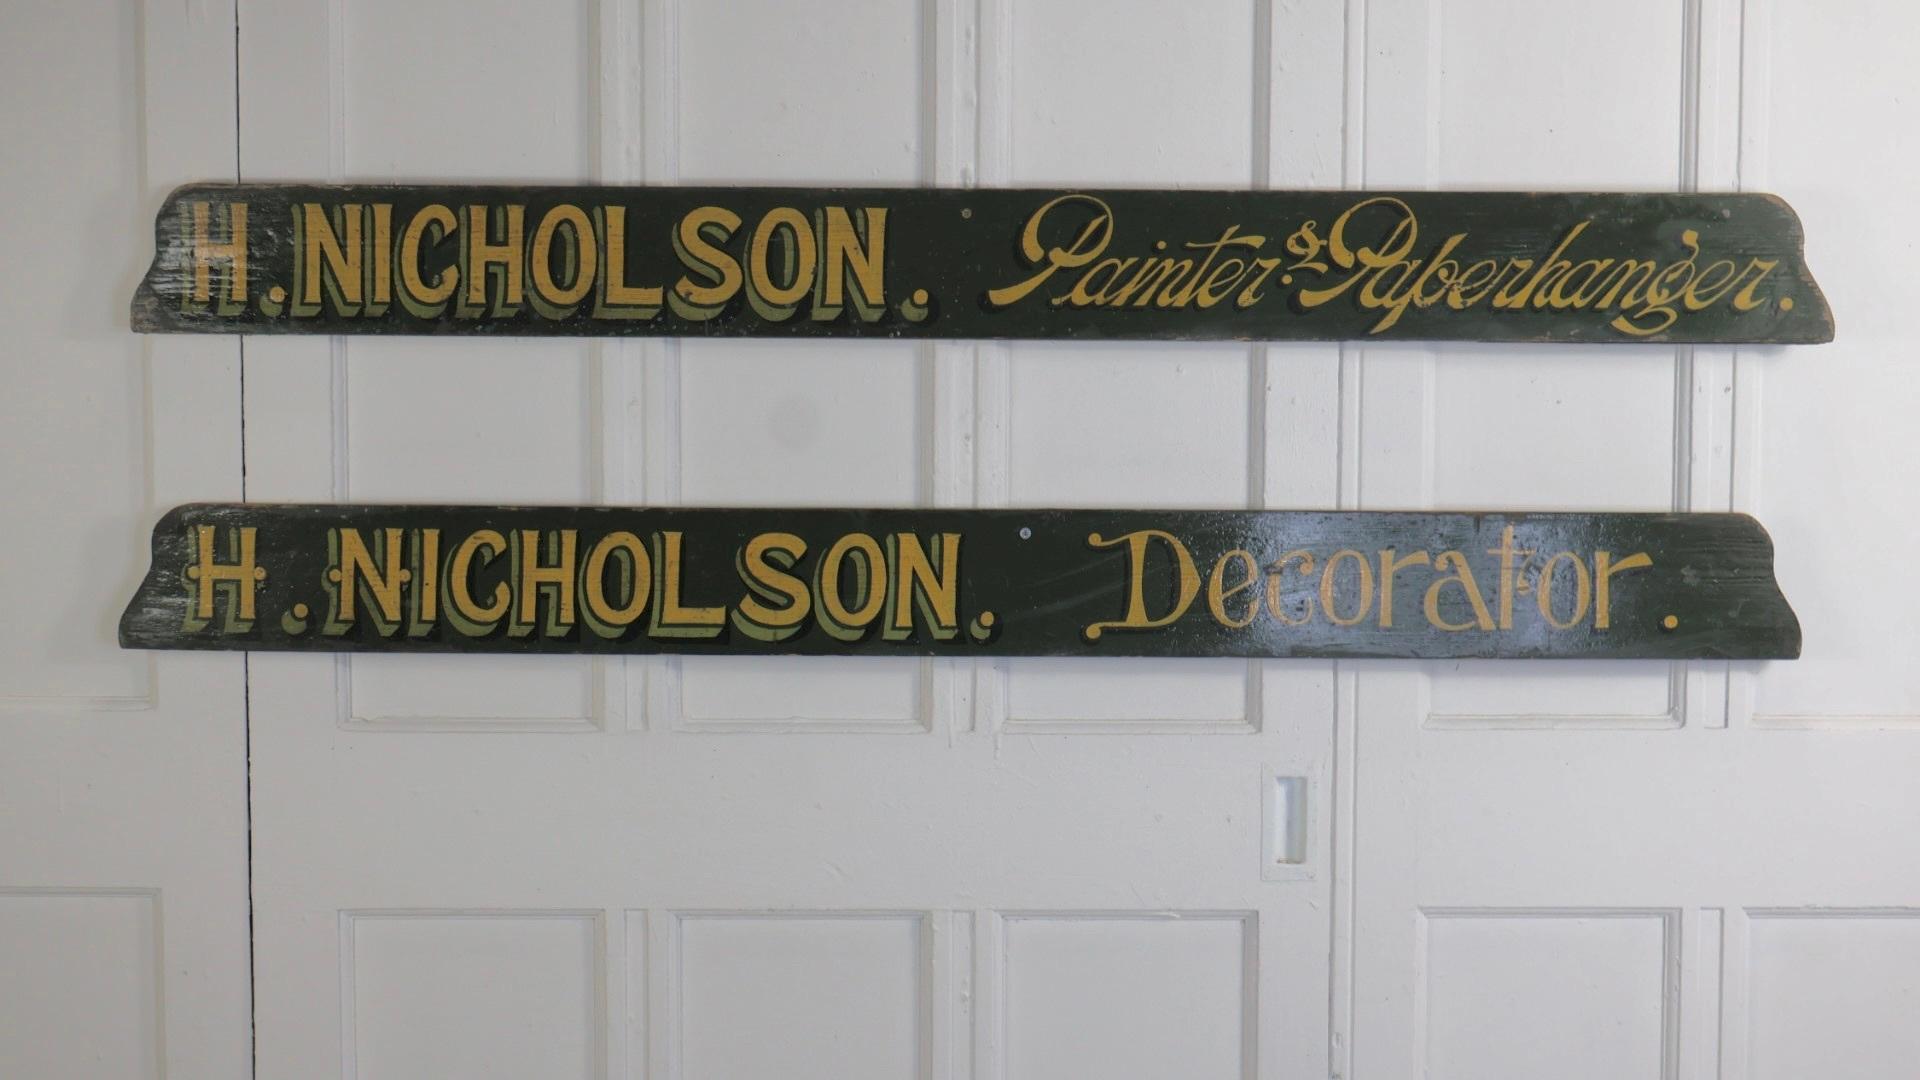 H. NICHOLSON. Painter & Paperhanger.
H. NICHOLSON. Decorator.